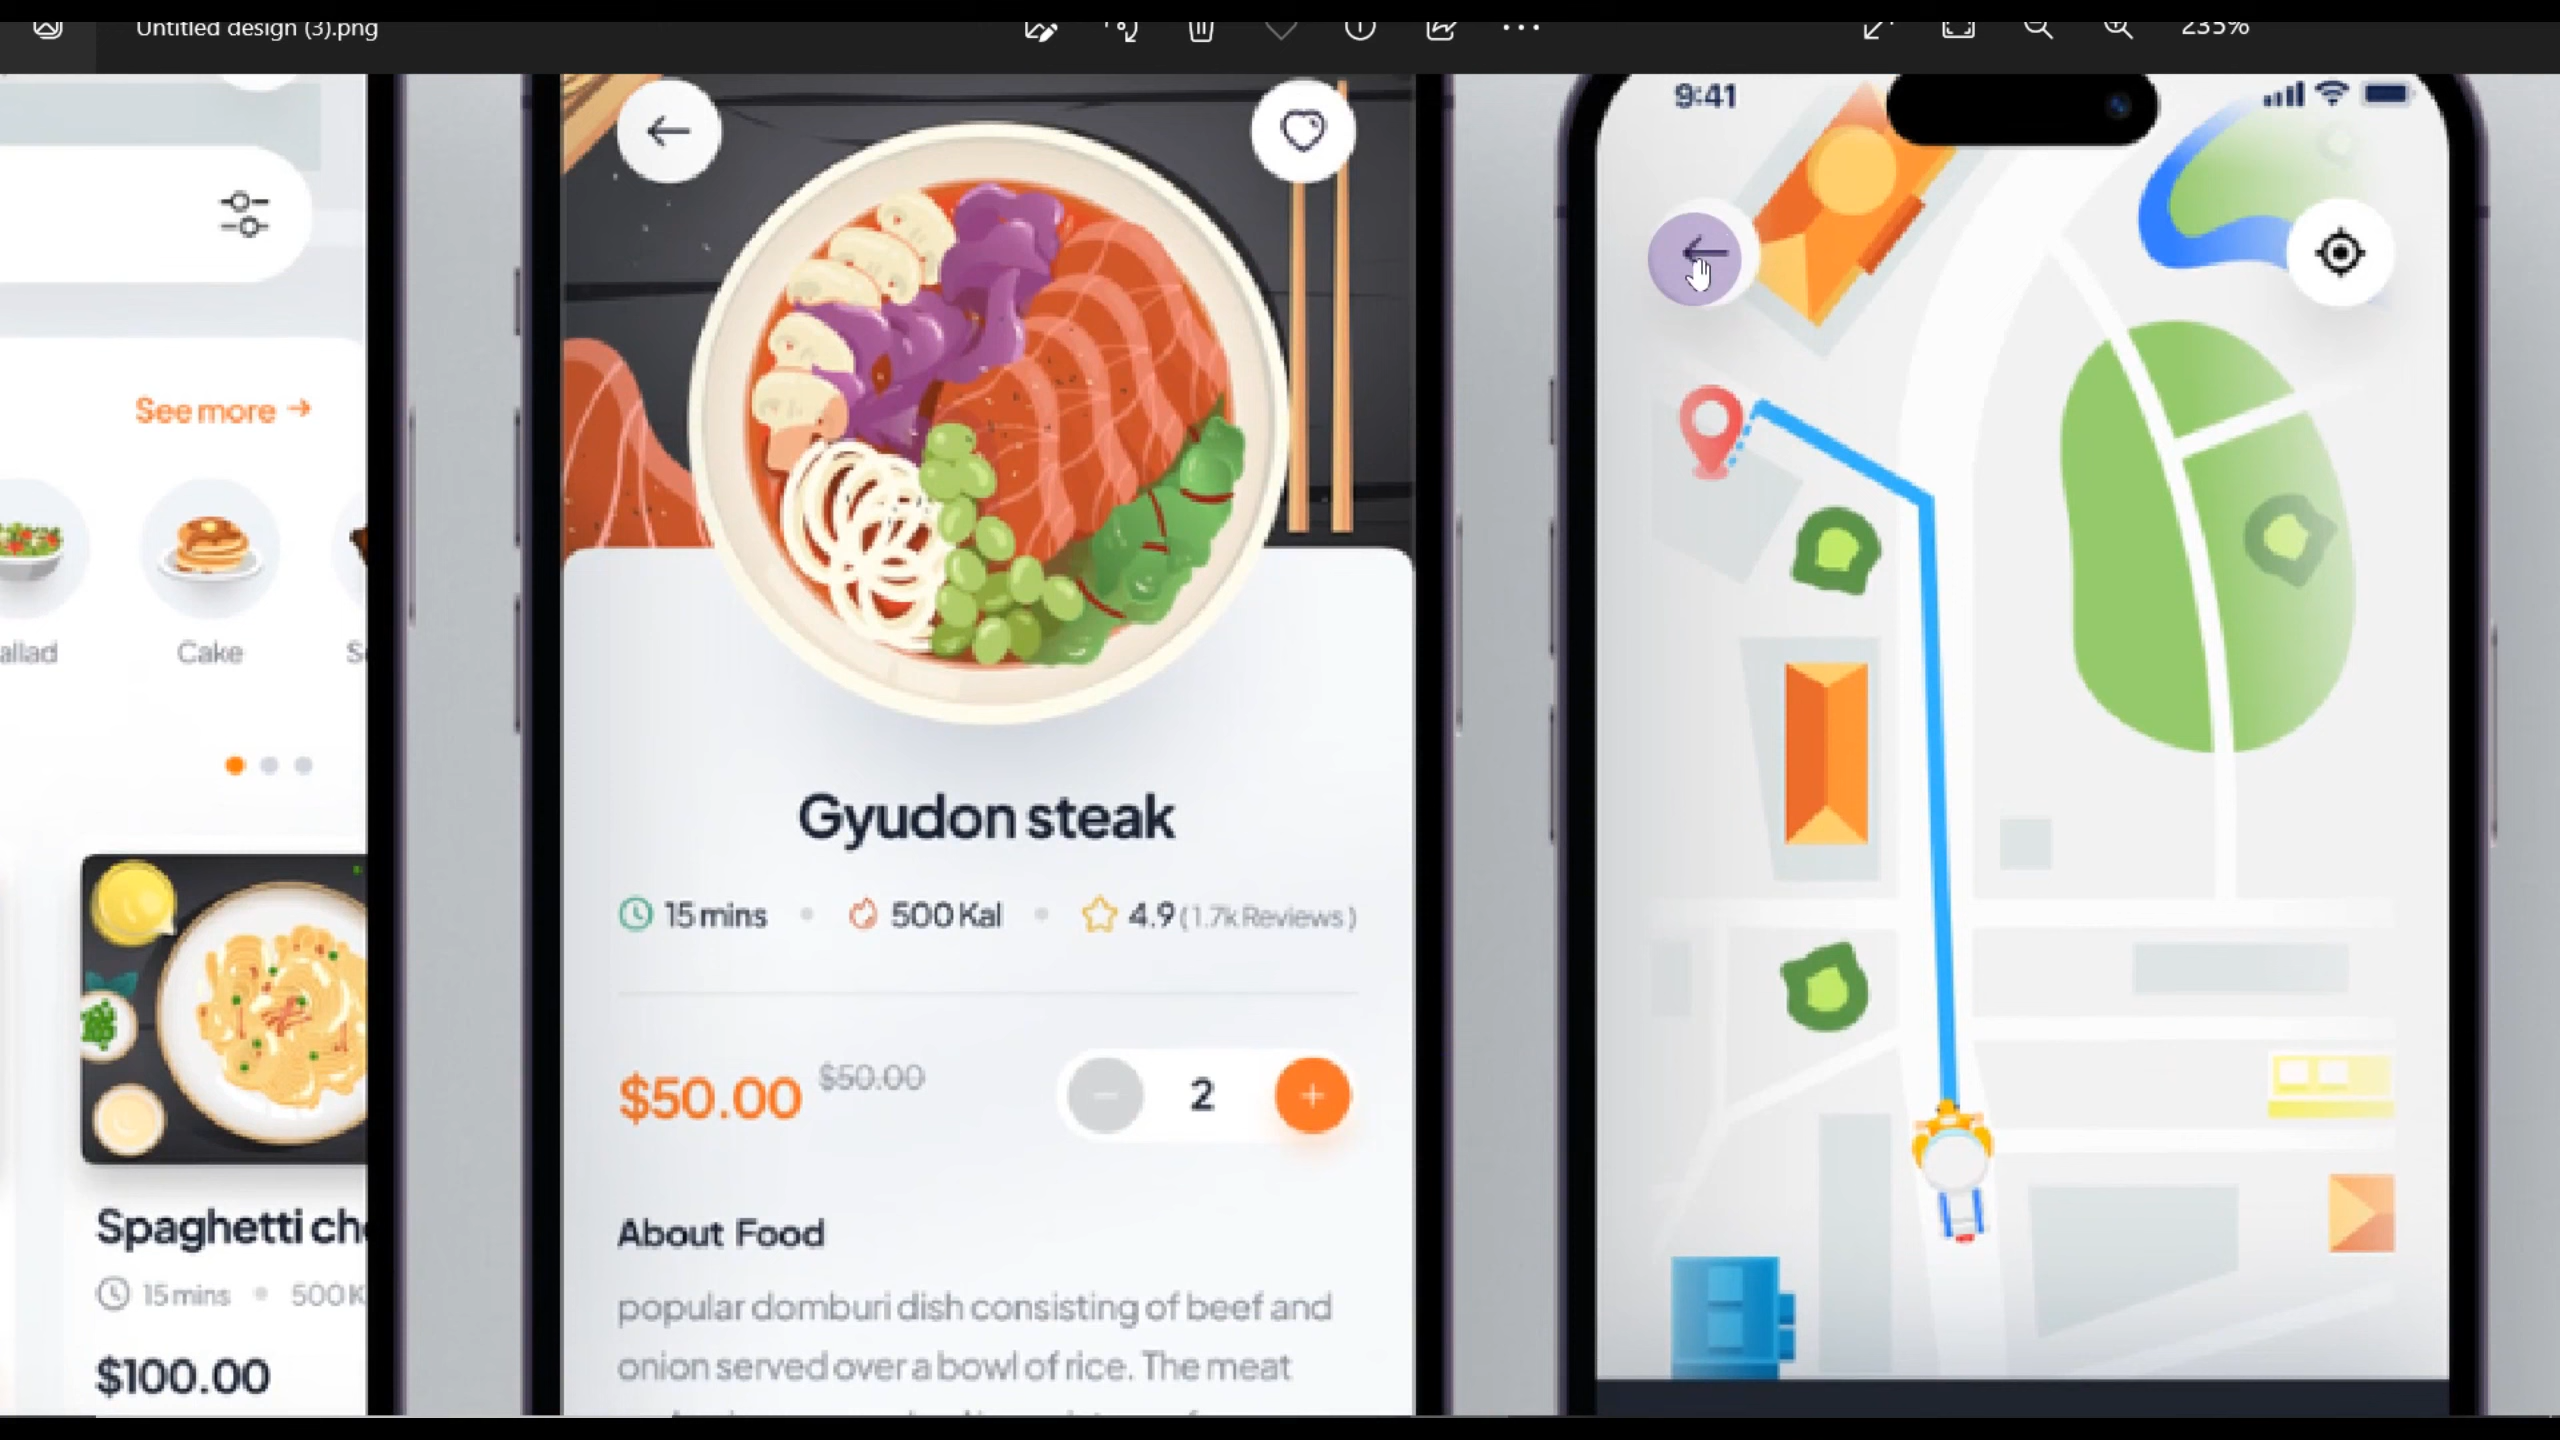 Untitled design (3).png
235%
See more →
allad
Cake
Spaghetti ch
15 mins • 500 K
$100.00
Gyudon steak
15 mins • 500 Kal • 4.9 (1.7k Reviews)
$50.00 $50.00
2
About Food
popular domburi dish consisting of beef and
onion served over a bowl of rice. The meat
9:41